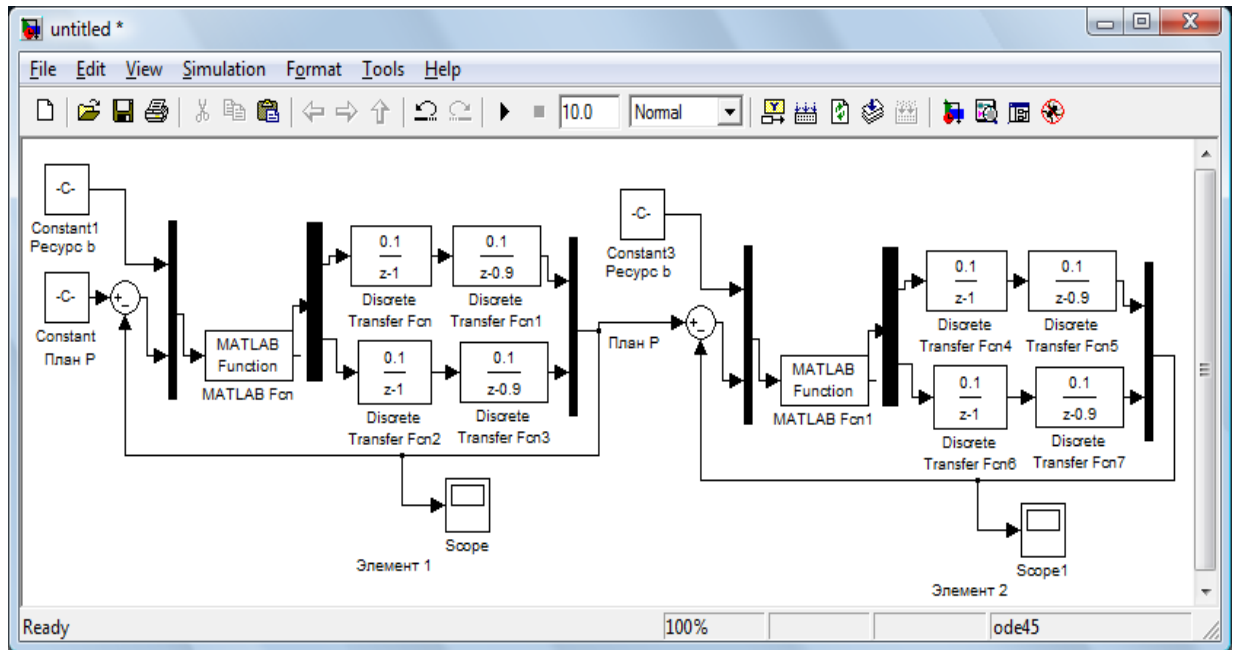 untitled *
File Edit View Simulation Format Tools Help
10.0 Normal
-C-
Constant1
Ресурс b
-C-
Constant
План P
+
−
MATLAB
Function
MATLAB Fcn
0.1
z-1
Discrete
Transfer Fcn
0.1
z-0.9
Discrete
Transfer Fcn1
0.1
z-1
Discrete
Transfer Fcn2
0.1
z-0.9
Discrete
Transfer Fcn3
Scope
Элемент 1
-C-
Constant3
Ресурс b
План P
+
−
MATLAB
Function
MATLAB Fcn1
0.1
z-1
Discrete
Transfer Fcn4
0.1
z-0.9
Discrete
Transfer Fcn5
0.1
z-1
Discrete
Transfer Fcn6
0.1
z-0.9
Discrete
Transfer Fcn7
Scope1
Элемент 2
Ready 100% ode45